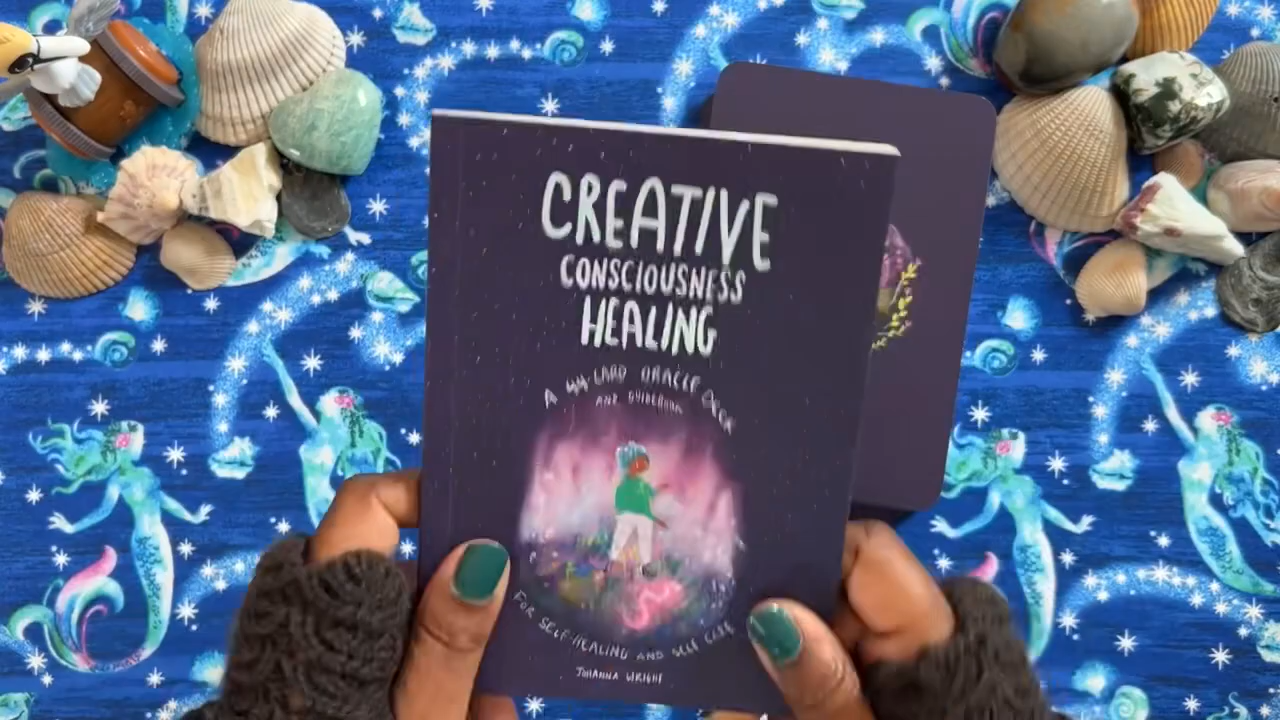 CREATIVE
CONSCIOUSNESS
HEALING
A 44-CARD ORACLE DECK
AND GUIDEBOOK
FOR SELF-HEALING AND SELF CARE
JOHANNA WRIGHT